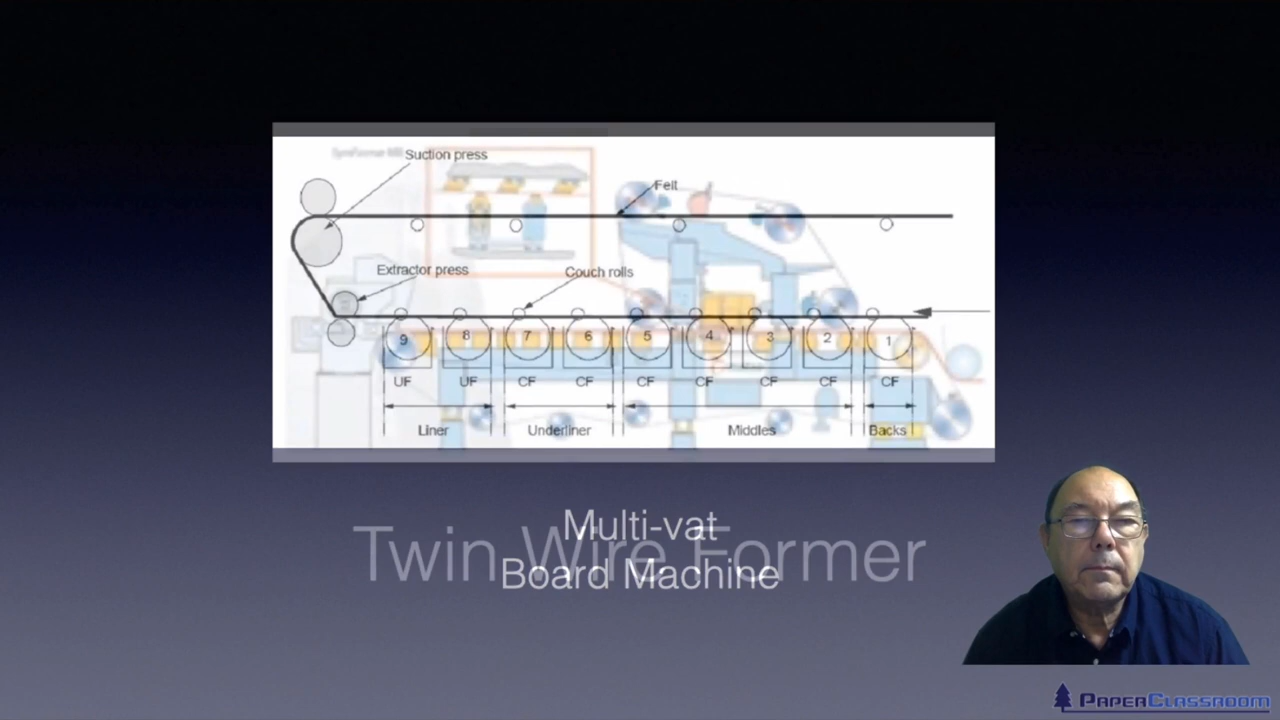 Suction press
Felt
Extractor press
Couch rolls
9 8 7 6 5 4 3 2 1
UF UF CF CF CF CF CF CF CF
Liner Underliner Middles Backs
Multi-vat
Twin Wire Former
Board Machine
PAPERCLASSROOM